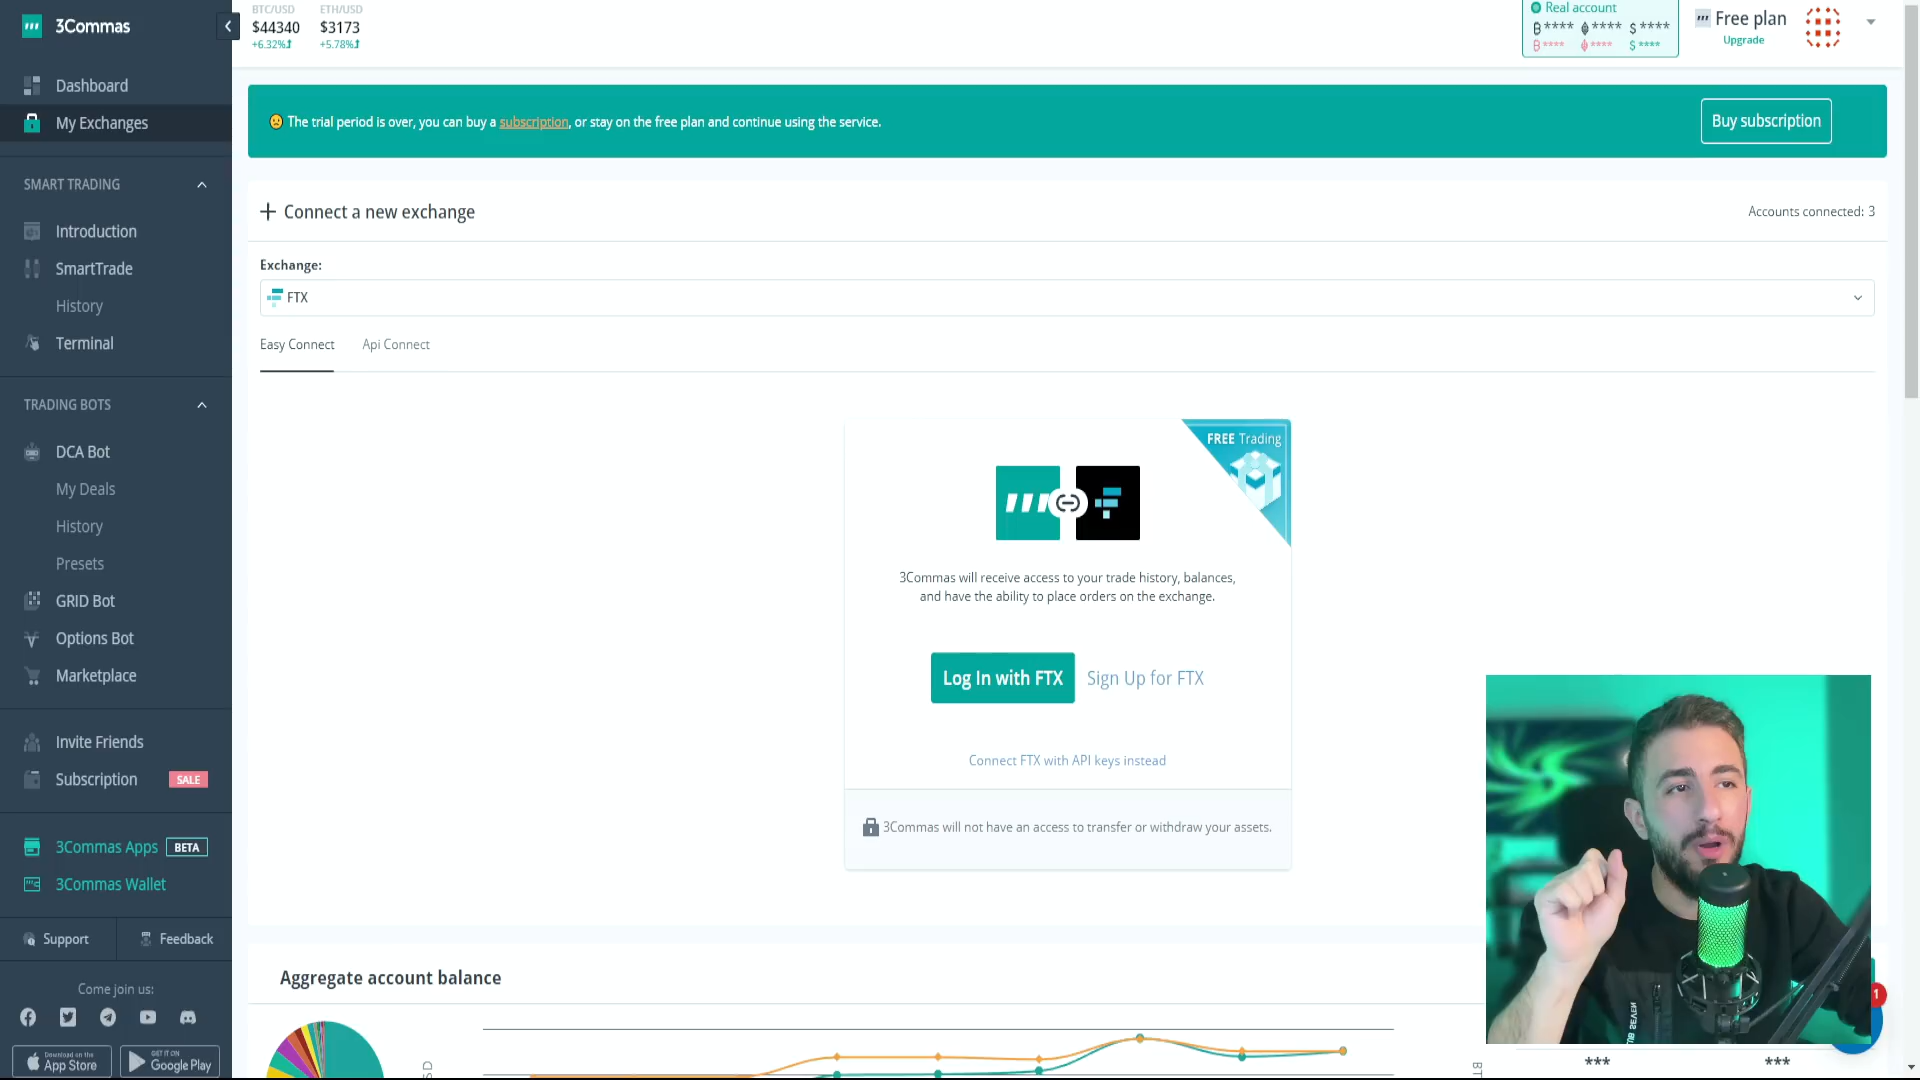 3Commas
BTC/USD
$44340
+6.32%
ETH/USD
$3173
+5.78%
Real account
**** **** $ ****
**** **** $ ****
Free plan
Upgrade
Dashboard
My Exchanges
SMART TRADING
Introduction
SmartTrade
History
Terminal
TRADING BOTS
DCA Bot
My Deals
History
Presets
GRID Bot
Options Bot
Marketplace
Invite Friends
Subscription SALE
3Commas Apps BETA
3Commas Wallet
Support
Feedback
Come join us:
Download on the
App Store
GET IT ON
Google Play
The trial period is over, you can buy a subscription, or stay on the free plan and continue using the service.
Buy subscription
Connect a new exchange
Accounts connected: 3
Exchange:
FTX
Easy Connect
Api Connect
FREE Trading
3Commas will receive access to your trade history, balances,
and have the ability to place orders on the exchange.
Log In with FTX
Sign Up for FTX
Connect FTX with API keys instead
3Commas will not have an access to transfer or withdraw your assets.
Aggregate account balance
1
***
***